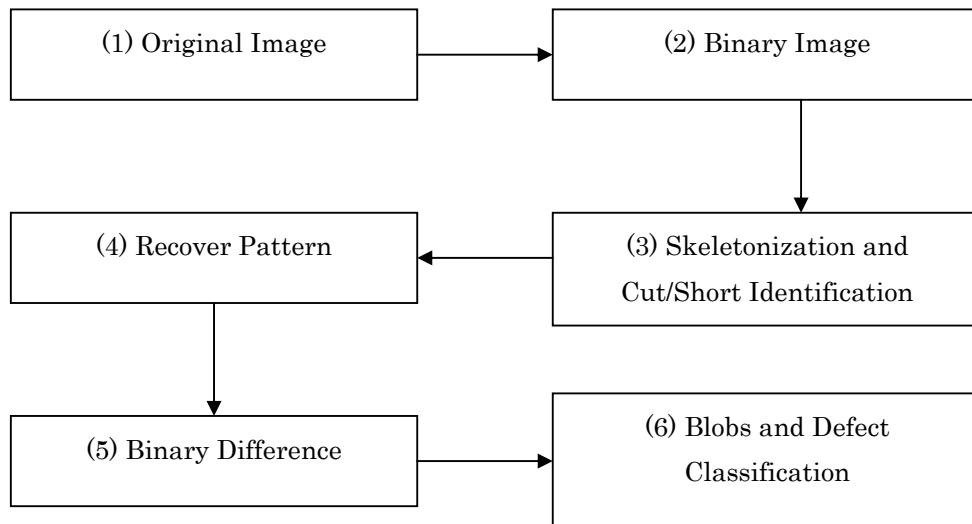 (1) Original Image
(2) Binary Image
(3) Skeletonization and
Cut/Short Identification
(4) Recover Pattern
(5) Binary Difference
(6) Blobs and Defect
Classification